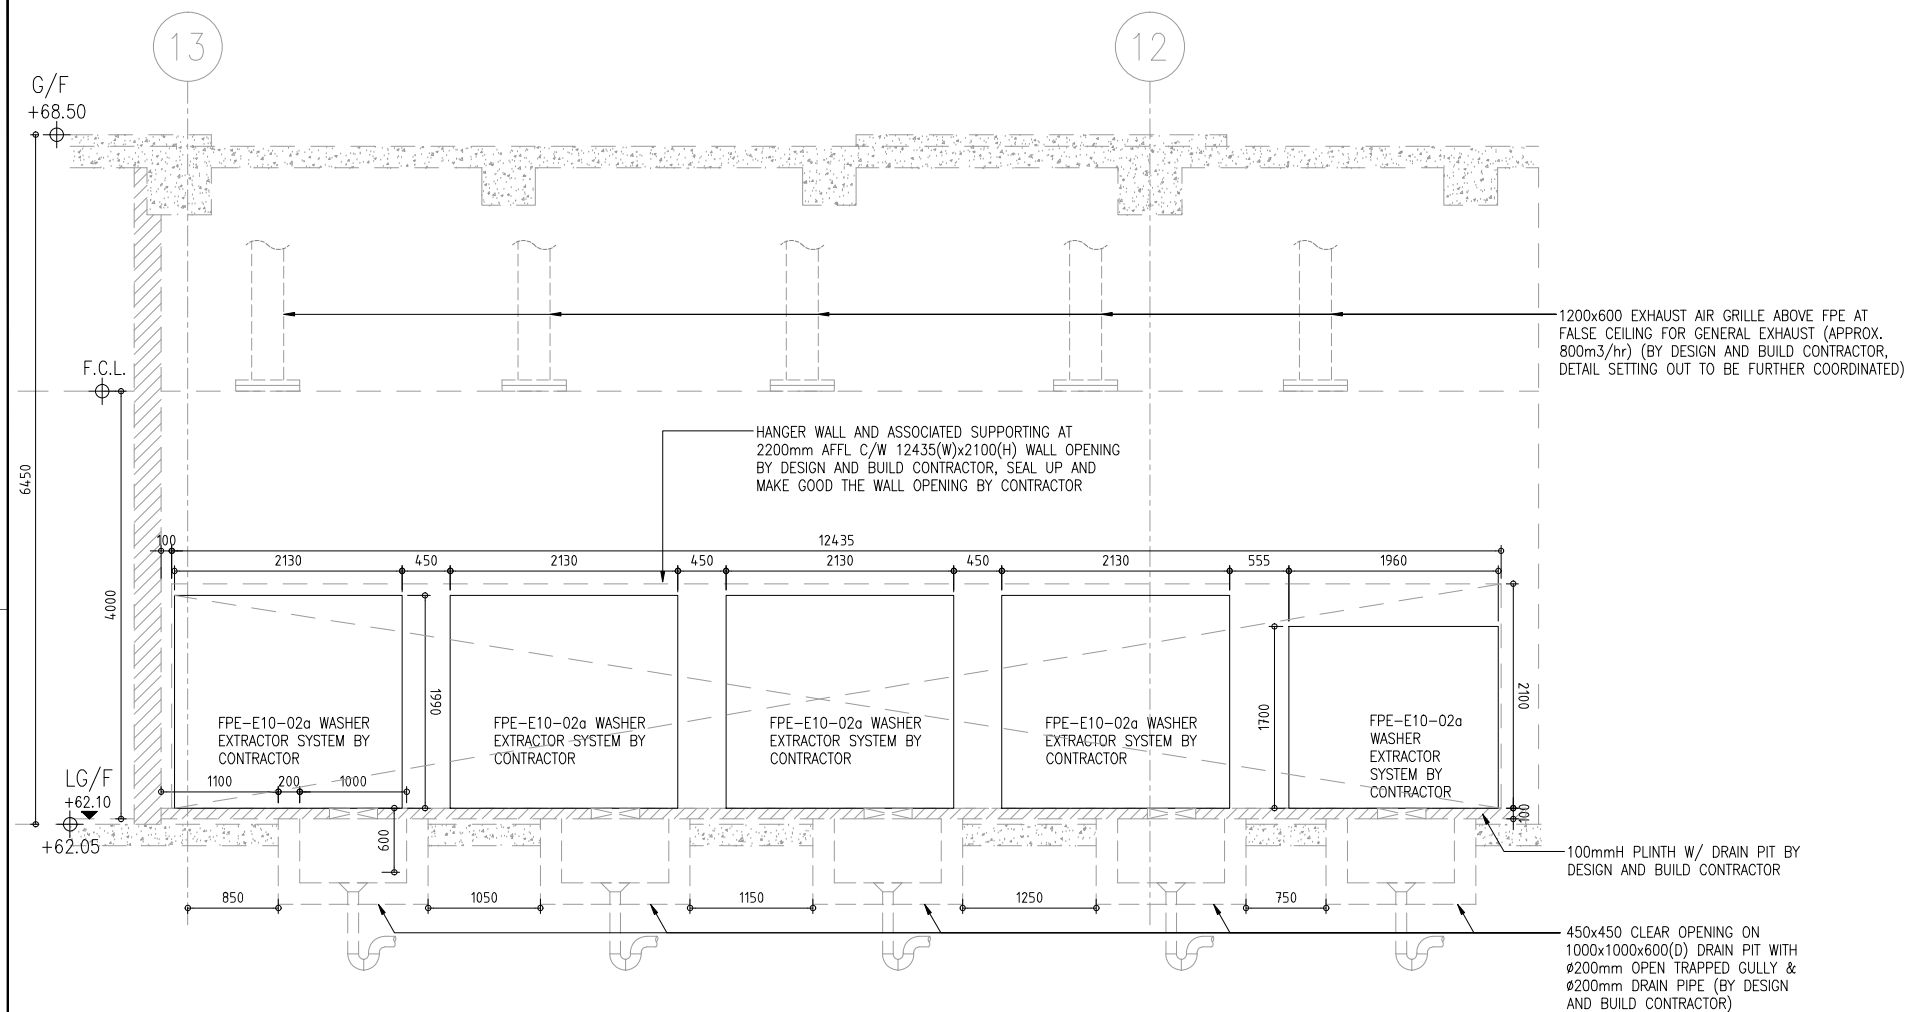 13
12
G/F
+68.50
1200x600 EXHAUST AIR GRILLE ABOVE FPE AT
FALSE CEILING FOR GENERAL EXHAUST (APPROX.
800m3/hr) (BY DESIGN AND BUILD CONTRACTOR,
DETAIL SETTING OUT TO BE FURTHER COORDINATED)
F.C.L.
HANGER WALL AND ASSOCIATED SUPPORTING AT
2200mm AFFL C/W 12435(W)x2100(H) WALL OPENING
BY DESIGN AND BUILD CONTRACTOR, SEAL UP AND
MAKE GOOD THE WALL OPENING BY CONTRACTOR
6450
4000
100
12435
2130
450
2130
450
2130
450
2130
555
1960
1990
1700
2100
FPE-E10-02a WASHER
EXTRACTOR SYSTEM BY
CONTRACTOR
FPE-E10-02a WASHER
EXTRACTOR SYSTEM BY
CONTRACTOR
FPE-E10-02a WASHER
EXTRACTOR SYSTEM BY
CONTRACTOR
FPE-E10-02a WASHER
EXTRACTOR SYSTEM BY
CONTRACTOR
FPE-E10-02a
WASHER
EXTRACTOR
SYSTEM BY
CONTRACTOR
1100
200
1000
LG/F
+62.10
+62.05
600
100
100mmH PLINTH W/ DRAIN PIT BY
DESIGN AND BUILD CONTRACTOR
850
1050
1150
1250
750
450x450 CLEAR OPENING ON
1000x1000x600(D) DRAIN PIT WITH
ø200mm OPEN TRAPPED GULLY &
ø200mm DRAIN PIPE (BY DESIGN
AND BUILD CONTRACTOR)